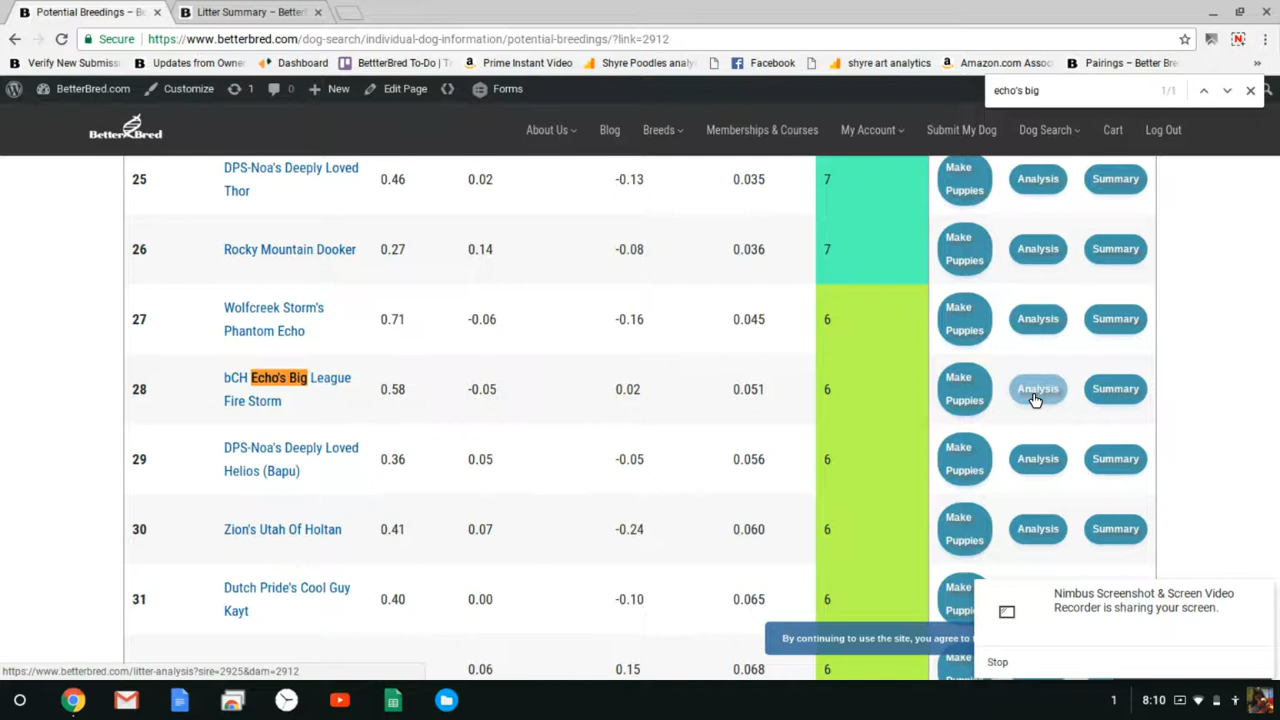 Potential Breedings – Be
Litter Summary – BetterB
Secure
https://www.betterbred.com/dog-search/individual-dog-information/potential-breedings/?link=2912
Verify New Submiss
Updates from Owner
Dashboard
BettterBred To-Do | T
Prime Instant Video
Shyre Poodles analy
Facebook
shyre art analytics
Amazon.com Assoc
Pairings – Better Bre
BetterBred.com
Customize
1
0
New
Edit Page
Forms
echo's big
1/1
Better Bred
About Us
Blog
Breeds
Memberships & Courses
My Account
Submit My Dog
Dog Search
Cart
Log Out
25
DPS-Noa's Deeply Loved
Thor
0.46
0.02
-0.13
0.035
7
Make
Puppies
Analysis
Summary
26
Rocky Mountain Dooker
0.27
0.14
-0.08
0.036
7
Make
Puppies
Analysis
Summary
27
Wolfcreek Storm's
Phantom Echo
0.71
-0.06
-0.16
0.045
6
Make
Puppies
Analysis
Summary
28
bCH Echo's Big League
Fire Storm
0.58
-0.05
0.02
0.051
6
Make
Puppies
Analysis
Summary
29
DPS-Noa's Deeply Loved
Helios (Bapu)
0.36
0.05
-0.05
0.056
6
Make
Puppies
Analysis
Summary
30
Zion's Utah Of Holtan
0.41
0.07
-0.24
0.060
6
Make
Puppies
Analysis
Summary
31
Dutch Pride's Cool Guy
Kayt
0.40
0.00
-0.10
0.065
6
Make
Puppi
0.06
0.15
0.068
6
Make
Summary
Nimbus Screenshot & Screen Video
Recorder is sharing your screen.
Stop
By continuing to use the site, you agree to t
https://www.betterbred.com/litter-analysis?sire=2925&dam=2912
1
8:10